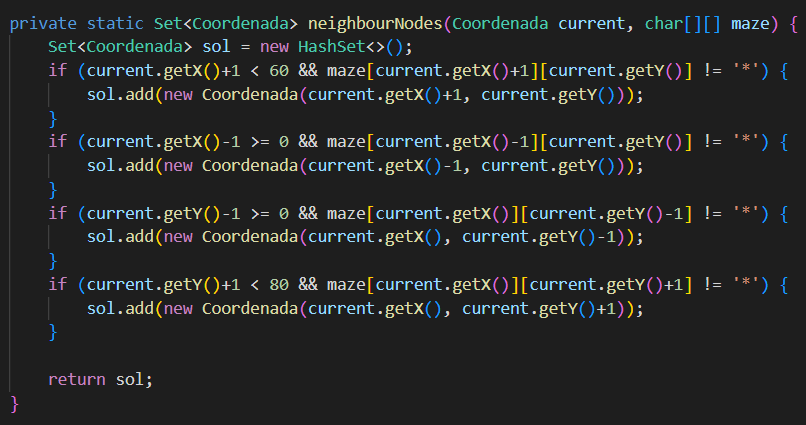 private static Set<Coordenada> neighbourNodes(Coordenada current, char[][] maze) {
    Set<Coordenada> sol = new HashSet<>();
    if (current.getX()+1 < 60 && maze[current.getX()+1][current.getY()] != '*') {
        sol.add(new Coordenada(current.getX()+1, current.getY()));
    }
    if (current.getX()-1 >= 0 && maze[current.getX()-1][current.getY()] != '*') {
        sol.add(new Coordenada(current.getX()-1, current.getY()));
    }
    if (current.getY()-1 >= 0 && maze[current.getX()][current.getY()-1] != '*') {
        sol.add(new Coordenada(current.getX(), current.getY()-1));
    }
    if (current.getY()+1 < 80 && maze[current.getX()][current.getY()+1] != '*') {
        sol.add(new Coordenada(current.getX(), current.getY()+1));
    }

    return sol;
}